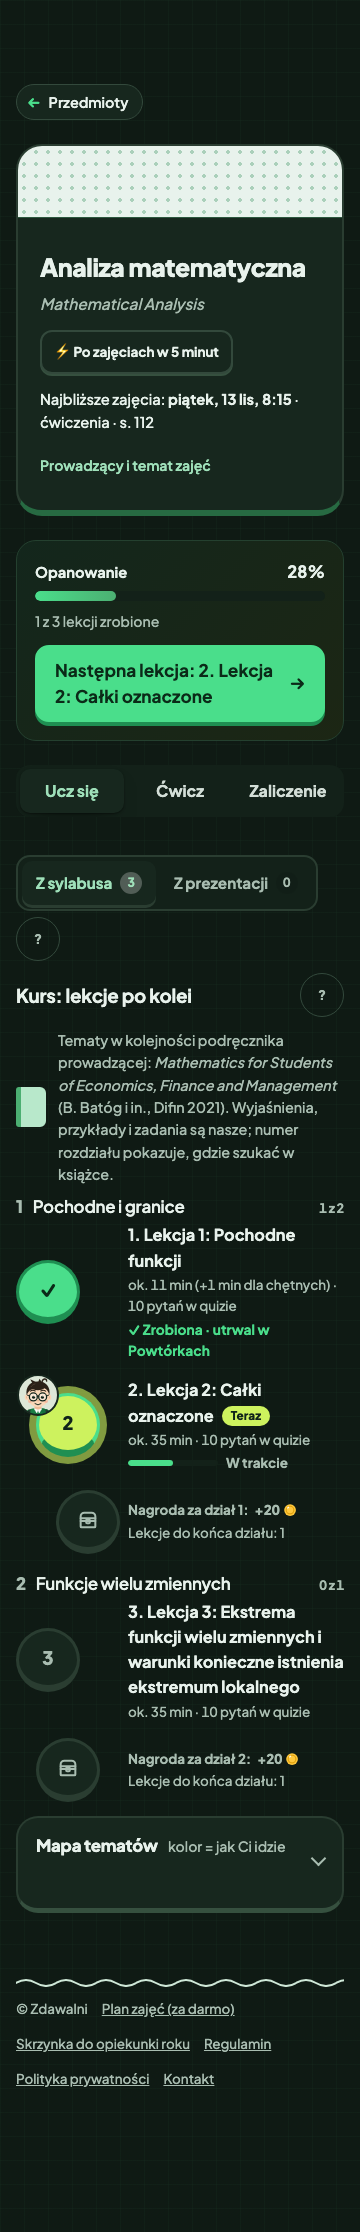 ← Przedmioty
Analiza matematyczna
Mathematical Analysis
⚡ Po zajęciach w 5 minut
Najbliższe zajęcia: piątek, 13 lis, 8:15 ·
ćwiczenia · s. 112
Prowadzący i temat zajęć
Opanowanie 28%
1 z 3 lekcji zrobione
Następna lekcja: 2. Lekcja
2: Całki oznaczone →
Ucz się Ćwicz Zaliczenie
Z sylabusa 3 Z prezentacji 0
?
Kurs: lekcje po kolei ?
Tematy w kolejności podręcznika
prowadzącej: Mathematics for Students
of Economics, Finance and Management
(B. Batóg i in., Difin 2021). Wyjaśnienia,
przykłady i zadania są nasze; numer
rozdziału pokazuje, gdzie szukać w
książce.
1 Pochodne i granice 1 z 2
1. Lekcja 1: Pochodne
funkcji
ok. 11 min (+1 min dla chętnych) ·
10 pytań w quizie
✓ Zrobiona · utrwal w
Powtórkach
2
2. Lekcja 2: Całki
oznaczone Teraz
ok. 35 min · 10 pytań w quizie
W trakcie
Nagroda za dział 1: +20
Lekcje do końca działu: 1
2 Funkcje wielu zmiennych 0 z 1
3
3. Lekcja 3: Ekstrema
funkcji wielu zmiennych i
warunki konieczne istnienia
ekstremum lokalnego
ok. 35 min · 10 pytań w quizie
Nagroda za dział 2: +20
Lekcje do końca działu: 1
Mapa tematów kolor = jak Ci idzie
© Zdawalni Plan zajęć (za darmo)
Skrzynka do opiekunki roku Regulamin
Polityka prywatności Kontakt